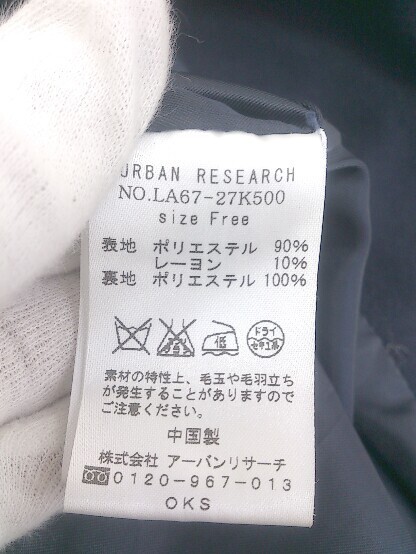 URBAN RESEARCH
NO.LA67-27K500
size Free
表地 ポリエステル 90%
レーヨン 10%
裏地 ポリエステル 100%
低
ドライ
セキユ系
素材の特性上、毛玉や毛羽立ち
が発生することがありますので
ご注意ください。
中国製
株式会社 アーバンリサーチ
0120-967-013
OKS